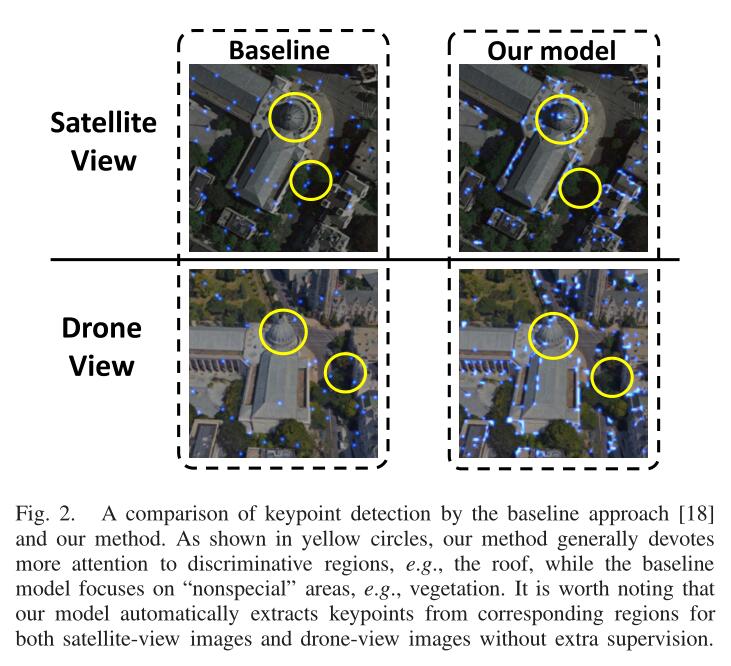 Baseline
Our model
Satellite
View
Drone
View
Fig. 2. A comparison of keypoint detection by the baseline approach [18]
and our method. As shown in yellow circles, our method generally devotes
more attention to discriminative regions, e.g., the roof, while the baseline
model focuses on “nonspecial” areas, e.g., vegetation. It is worth noting that
our model automatically extracts keypoints from corresponding regions for
both satellite-view images and drone-view images without extra supervision.